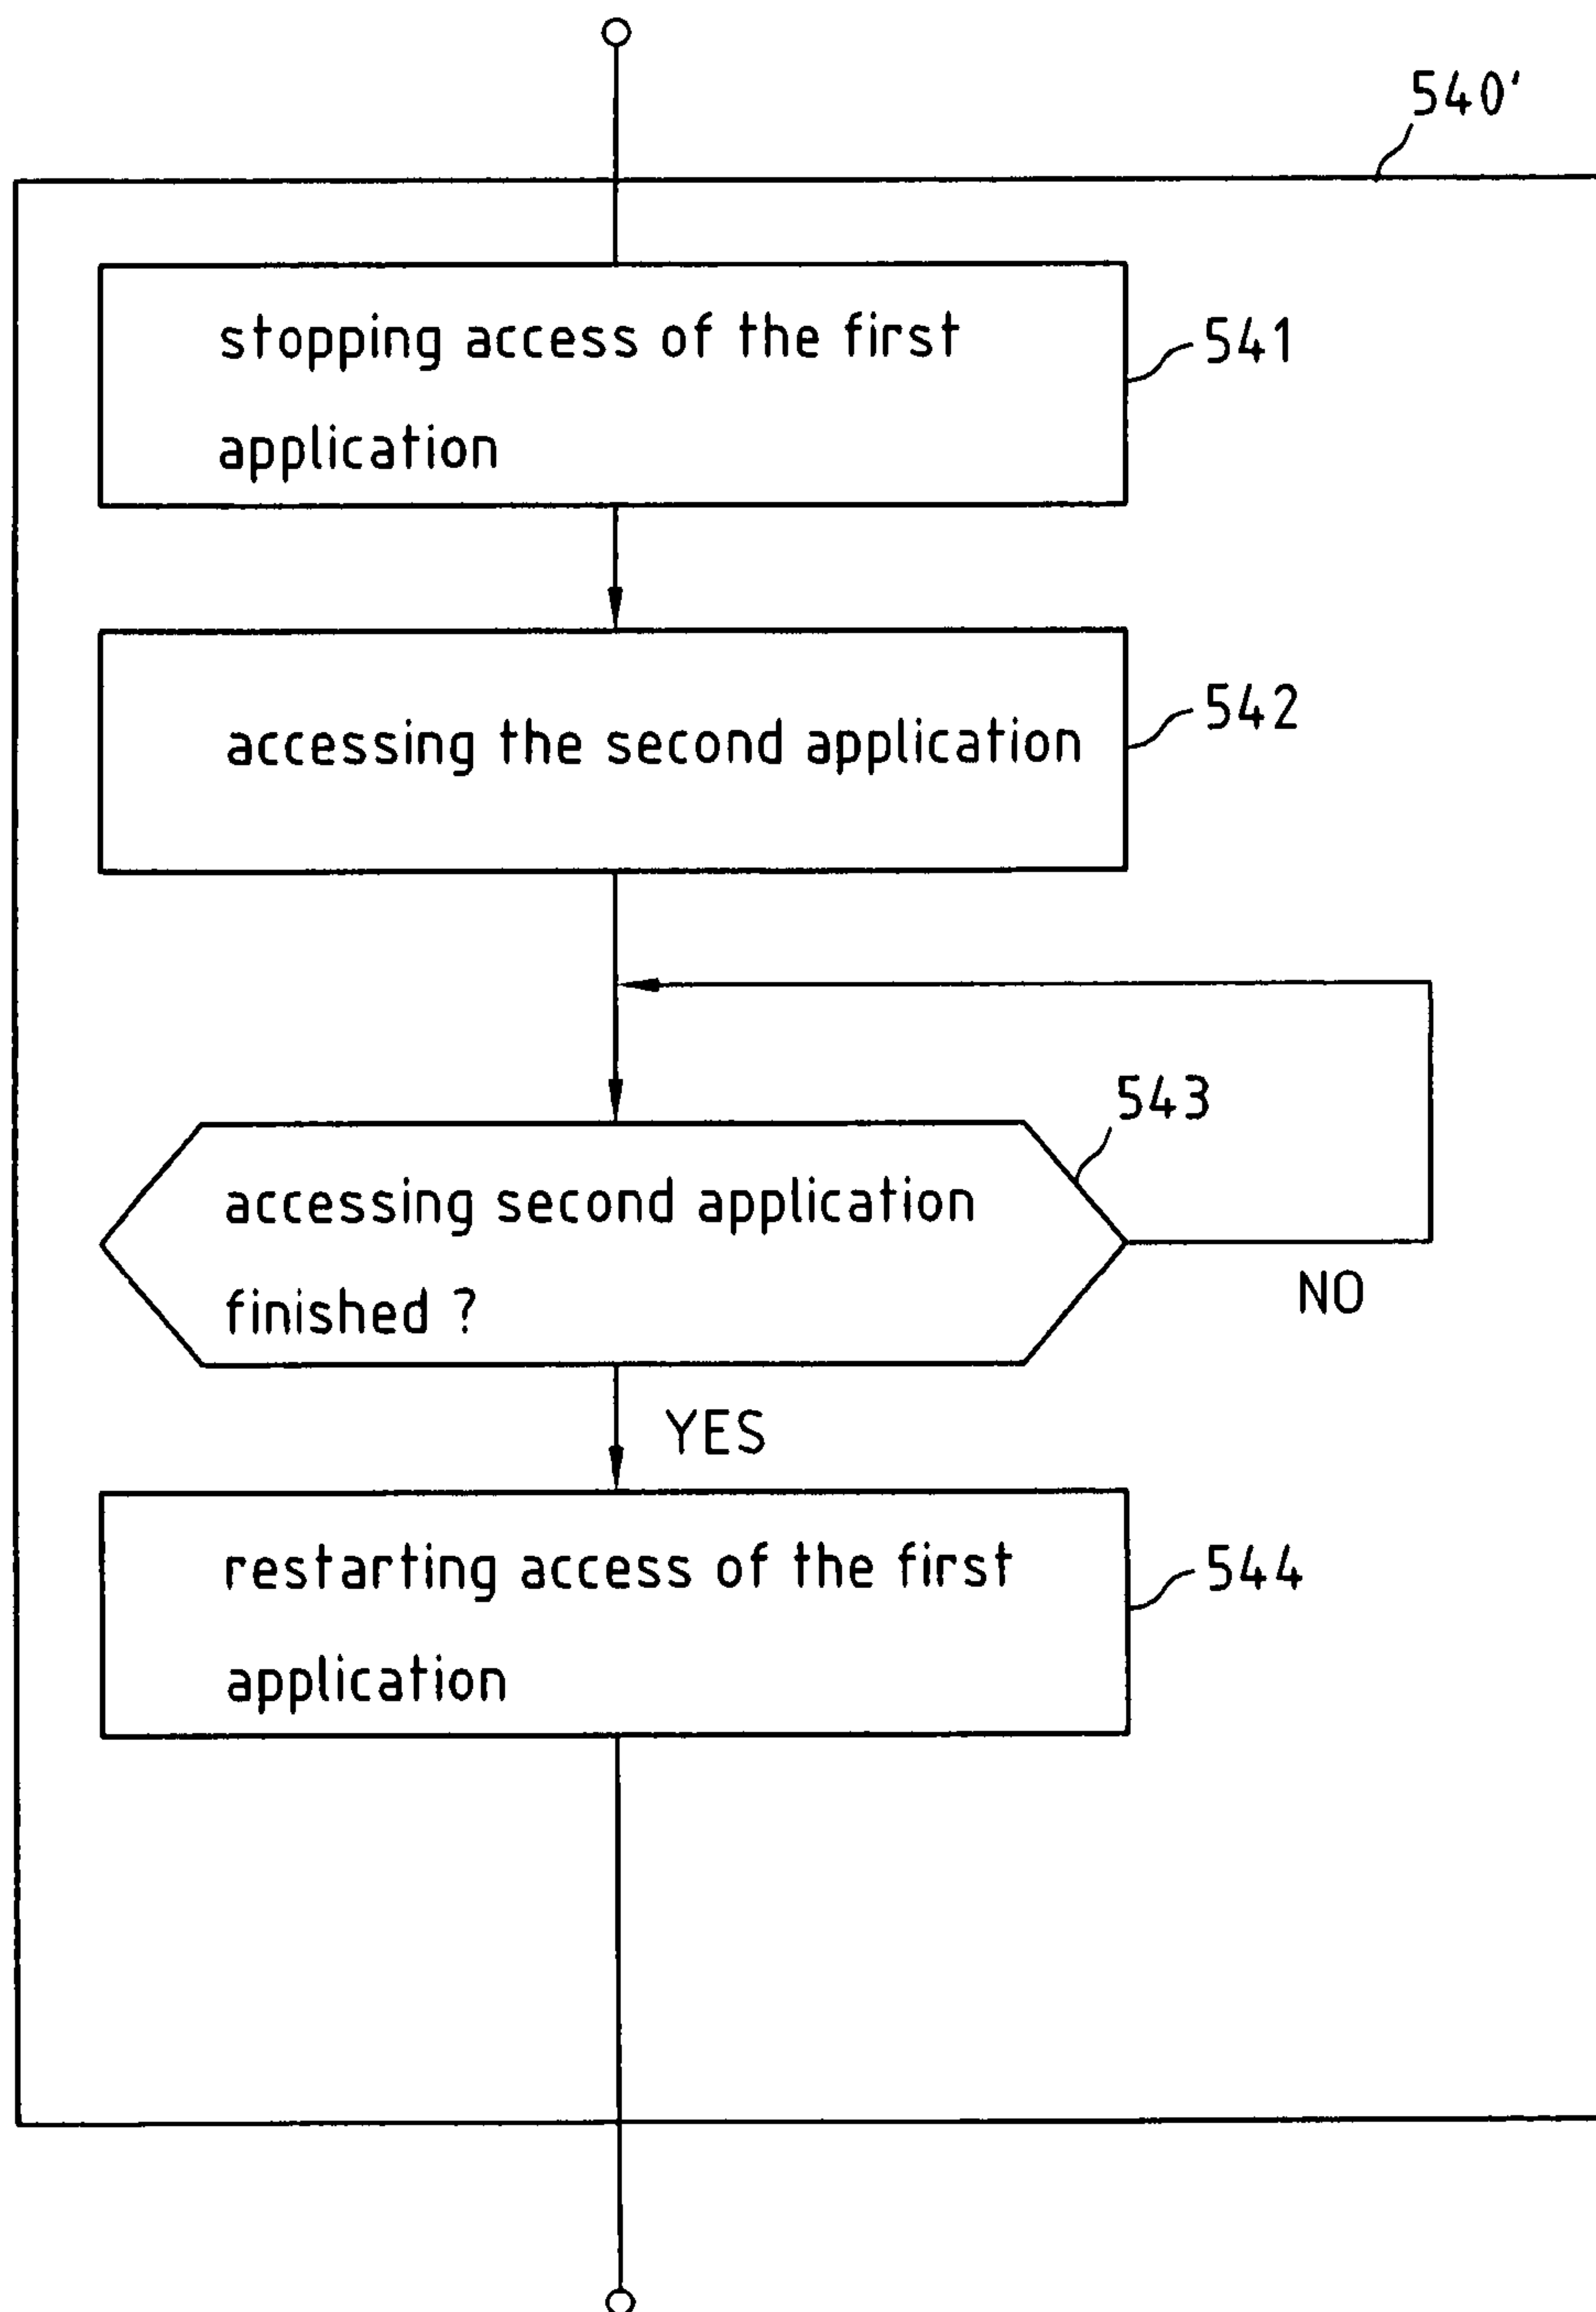 540'
stopping access of the first
application
541
accessing the second application
542
543
accessing second application
finished ?
NO
YES
restarting access of the first
application
544